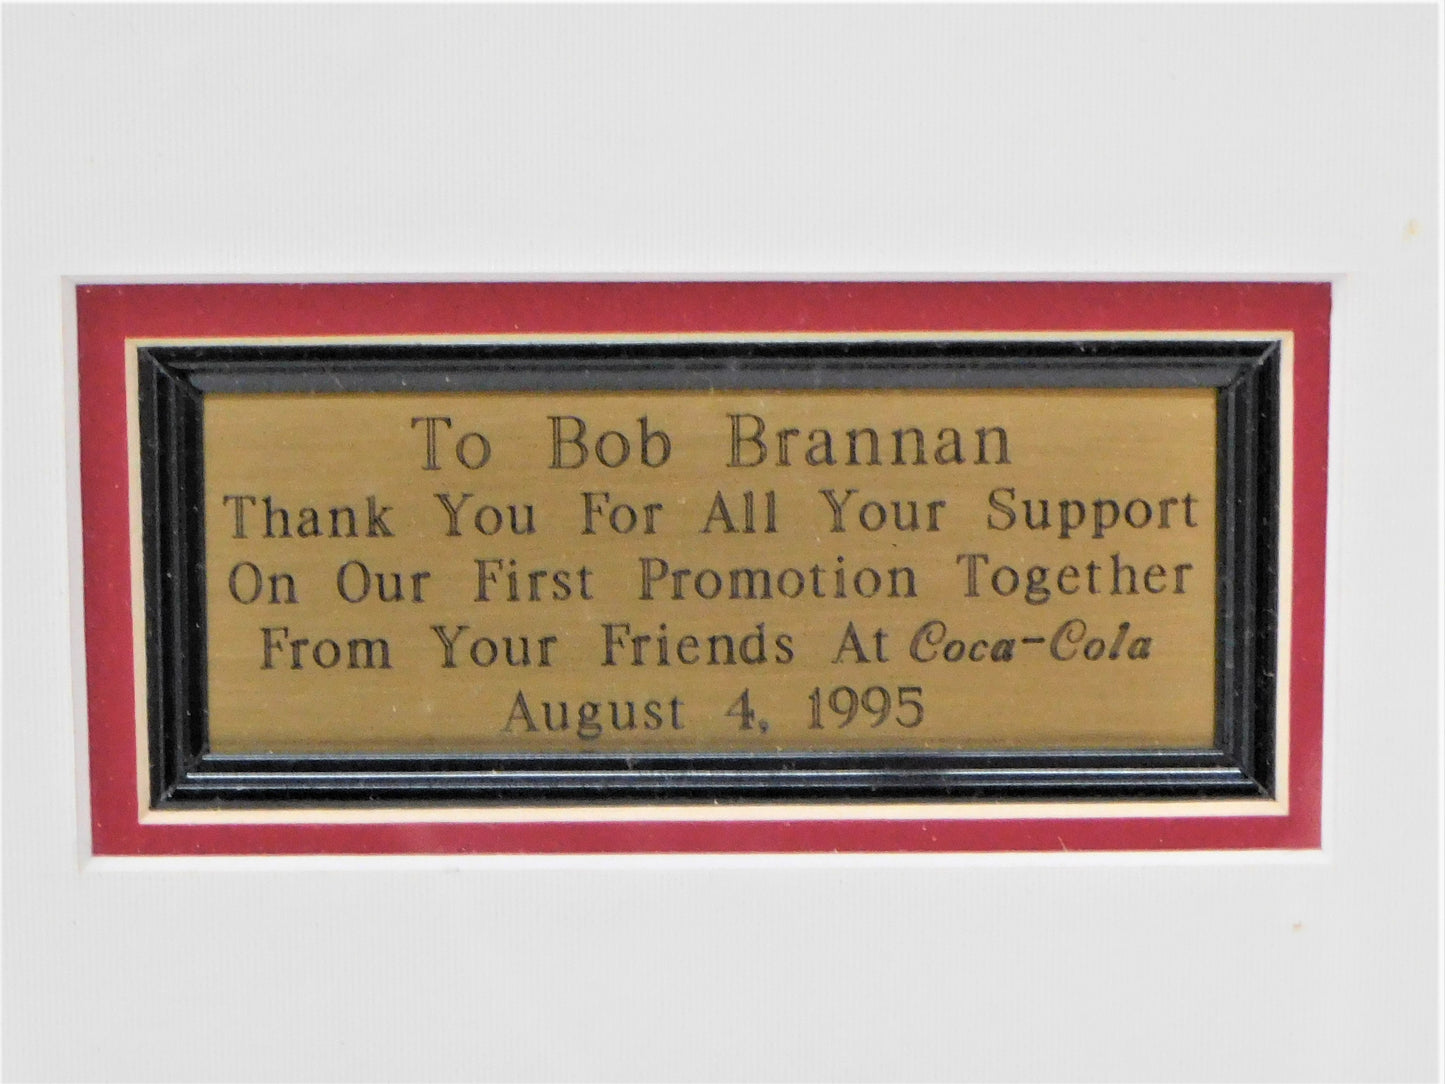 To Bob Brannan
Thank You For All Your Support
On Our First Promotion Together
From Your Friends At Coca-Cola
August 4, 1995